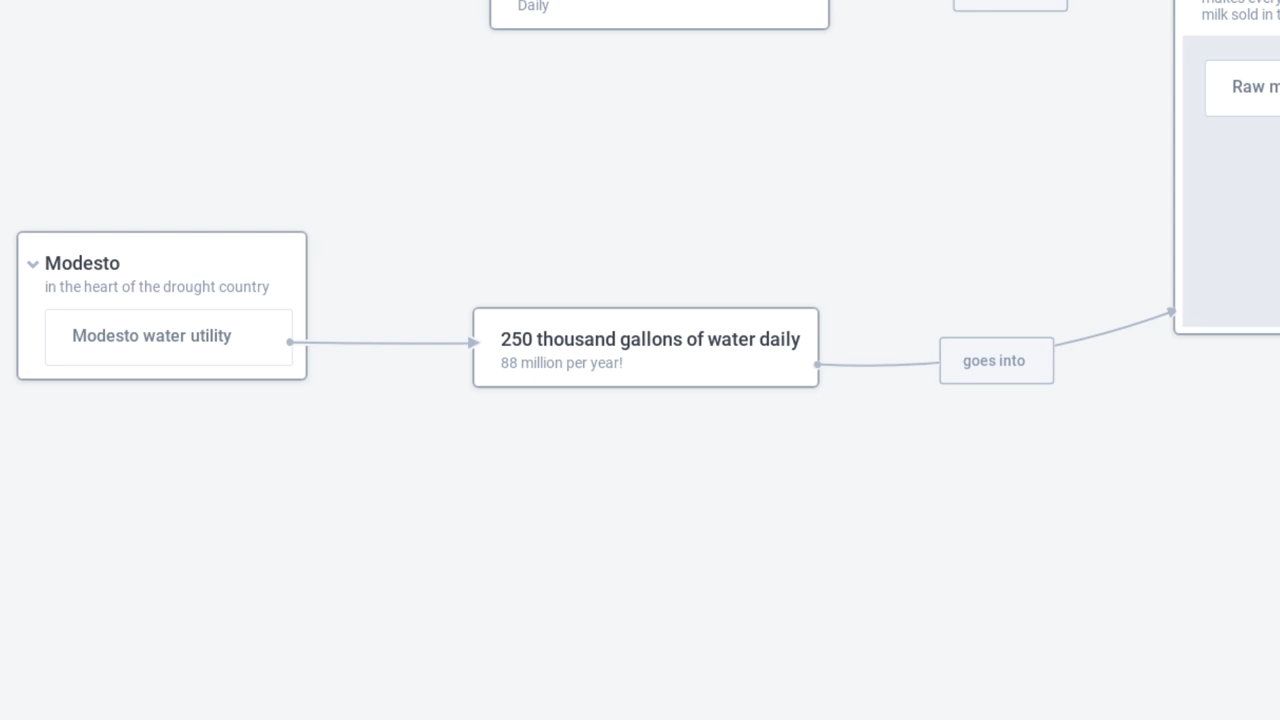 Daily
milk sold in
Raw
Modesto
in the heart of the drought country
Modesto water utility
250 thousand gallons of water daily
88 million per year!
goes into